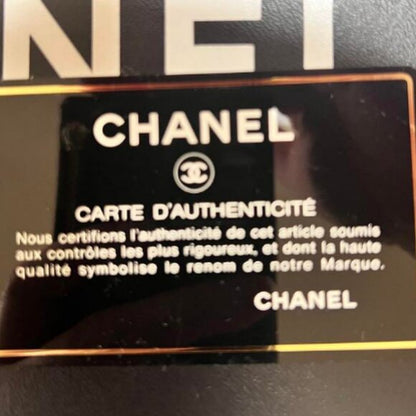 NEL
CHANEL
CARTE D'AUTHENTICITÉ
Nous certifions l'authenticité de cet article soumis
aux contrôles les plus rigoureux, et dont la haute
qualité symbolise le renom de notre Marque.
CHANEL